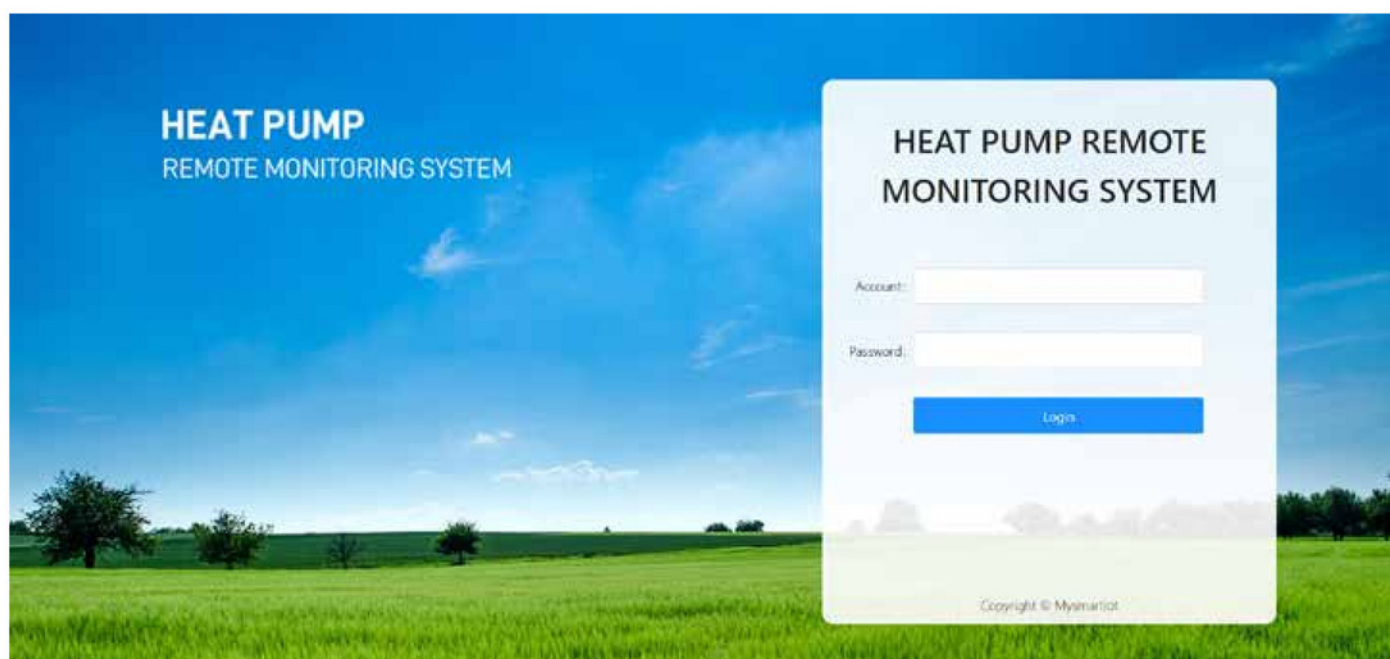 HEAT PUMP
REMOTE MONITORING SYSTEM
HEAT PUMP REMOTE
MONITORING SYSTEM
Account:
Password:
Login
Copyright © Mysmartiot